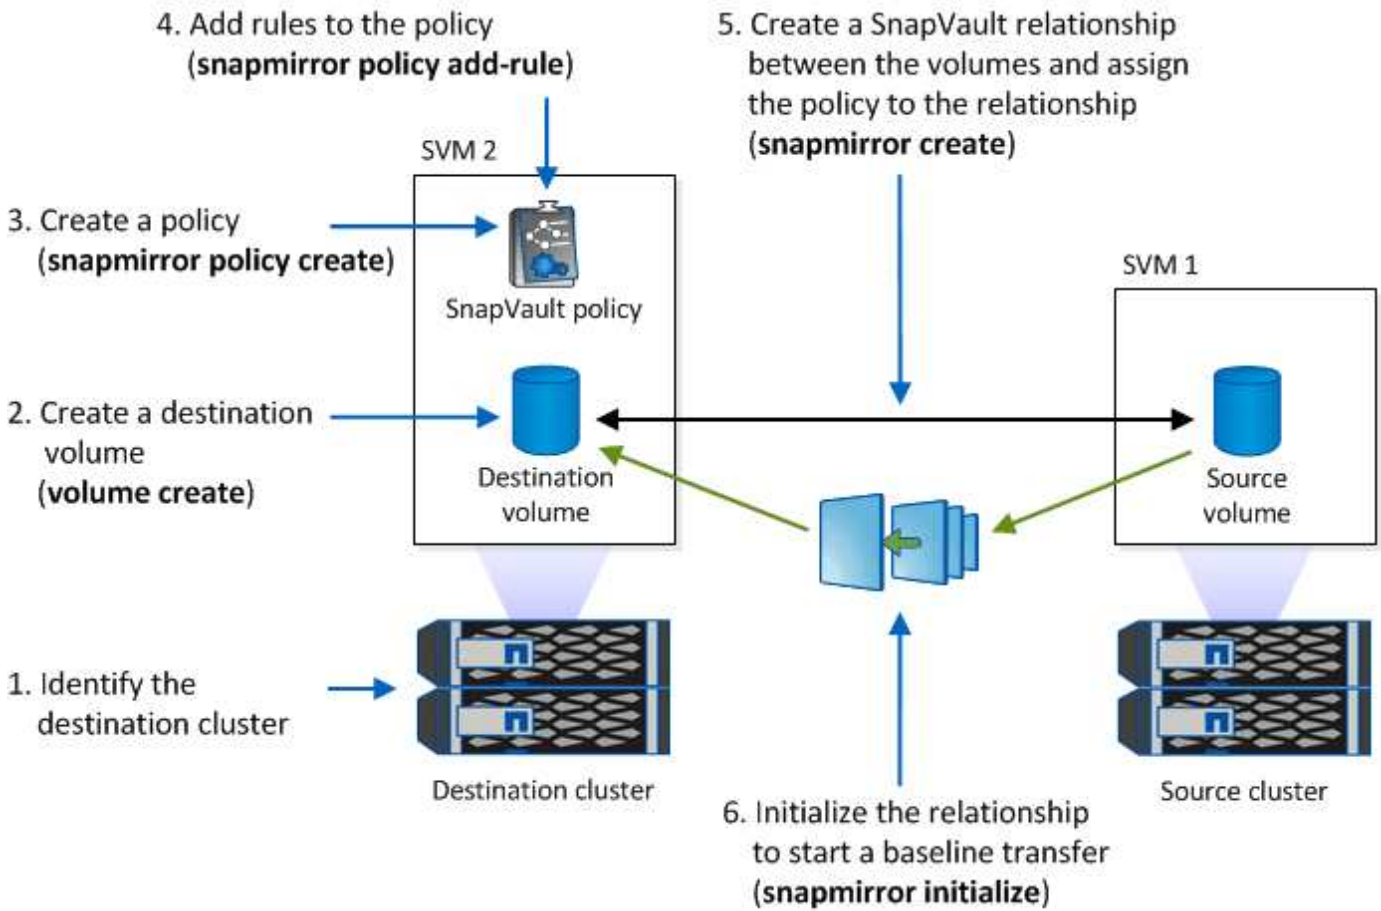 4. Add rules to the policy
(snapmirror policy add-rule)
5. Create a SnapVault relationship
between the volumes and assign
the policy to the relationship
(snapmirror create)
SVM 2
3. Create a policy
(snapmirror policy create)
SnapVault policy
SVM 1
2. Create a destination
volume
(volume create)
Destination
volume
Source
volume
1. Identify the
destination cluster
Destination cluster
Source cluster
6. Initialize the relationship
to start a baseline transfer
(snapmirror initialize)